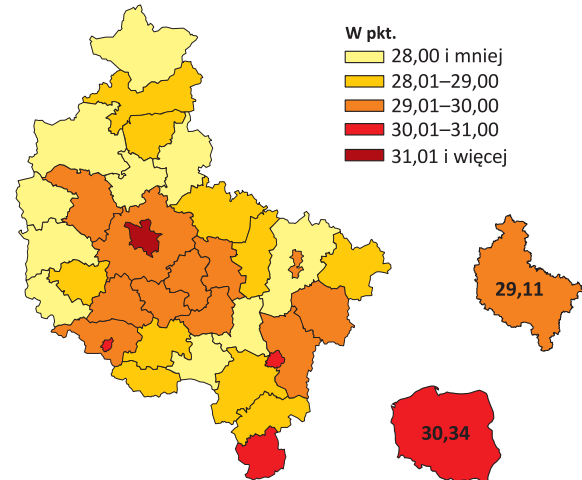 W pkt.
28,00 i mniej
28,01–29,00
29,01–30,00
30,01–31,00
31,01 i więcej
29,11
30,34